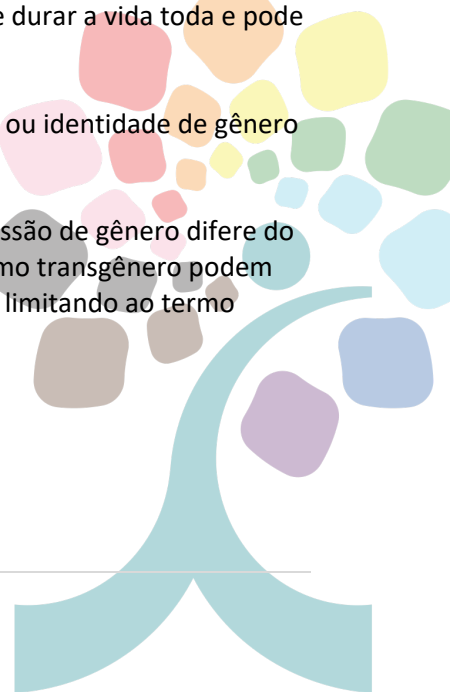 durar a vida toda e pode
ou identidade de gênero
ssão de gênero difere do
mo transgênero podem
limitando ao termo